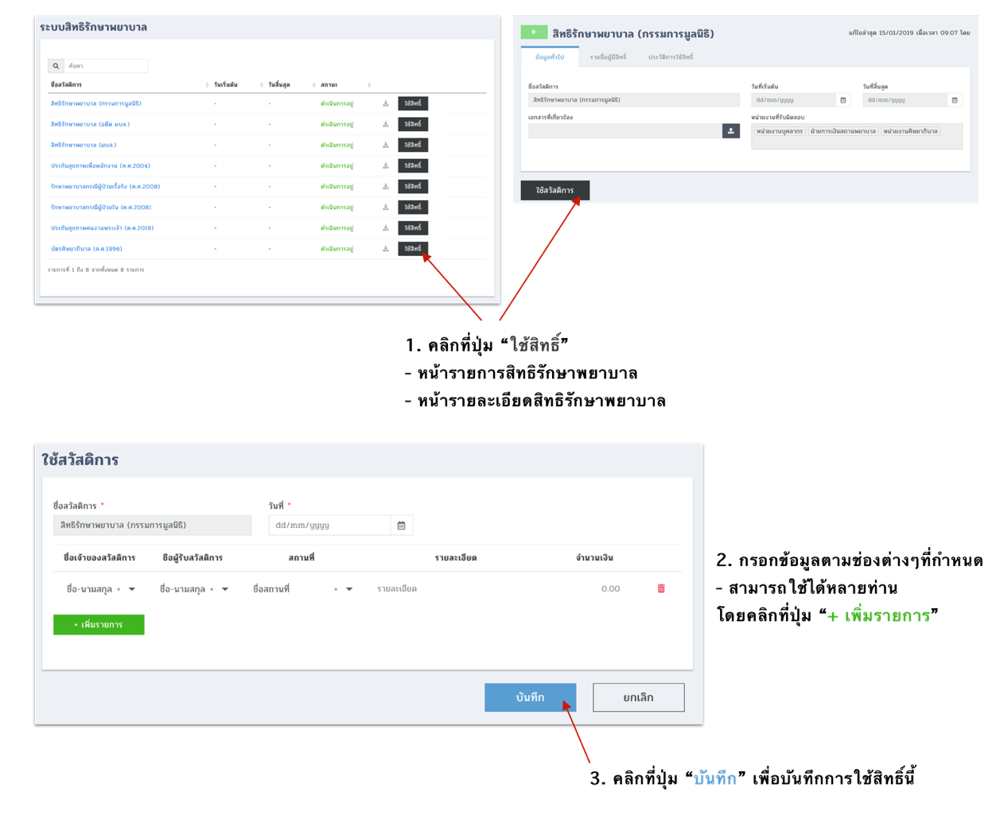 ระบบสิทธิรักษาพยาบาล
ค้นหา
ชื่อสวัสดิการ วันเริ่มต้น วันสิ้นสุด สถานะ
สิทธิรักษาพยาบาล (กรรมการมูลนิธิ) - - ดำเนินการอยู่ ใช้สิทธิ์
สิทธิรักษาพยาบาล (อดีต ผบส.) - - ดำเนินการอยู่ ใช้สิทธิ์
สิทธิรักษาพยาบาล (ผบส.) - - ดำเนินการอยู่ ใช้สิทธิ์
ประกันสุขภาพเพื่อพนักงาน (ค.ศ.2004) - - ดำเนินการอยู่ ใช้สิทธิ์
รักษาพยาบาลกรณีผู้ป่วยเรื้อรัง (ค.ศ.2008) - - ดำเนินการอยู่ ใช้สิทธิ์
รักษาพยาบาลกรณีผู้ป่วยใน (ค.ศ.2008) - - ดำเนินการอยู่ ใช้สิทธิ์
ประกันสุขภาพคนงานพระเจ้า (ค.ศ.2018) - - ดำเนินการอยู่ ใช้สิทธิ์
บัตรศิษยาภิบาล (ค.ศ.1996) - - ดำเนินการอยู่ ใช้สิทธิ์
รายการที่ 1 ถึง 8 จากทั้งหมด 8 รายการ
สิทธิรักษาพยาบาล (กรรมการมูลนิธิ)
แก้ไขล่าสุด 15/01/2019 เมื่อเวลา 09:07 โดย
ข้อมูลทั่วไป รายชื่อผู้มีสิทธิ์ ประวัติการใช้สิทธิ์
ชื่อสวัสดิการ วันที่เริ่มต้น วันที่สิ้นสุด
สิทธิรักษาพยาบาล (กรรมการมูลนิธิ) dd/mm/yyyy dd/mm/yyyy
เอกสารที่เกี่ยวข้อง หน่วยงานที่รับผิดชอบ
หน่วยงานบุคลากร ฝ่ายการเงินสถานพยาบาล หน่วยงานศิษยาภิบาล
ใช้สวัสดิการ
1. คลิกที่ปุ่ม “ใช้สิทธิ์”
- หน้ารายการสิทธิรักษาพยาบาล
- หน้ารายละเอียดสิทธิรักษาพยาบาล
ใช้สวัสดิการ
ชื่อสวัสดิการ * วันที่ *
สิทธิรักษาพยาบาล (กรรมการมูลนิธิ) dd/mm/yyyy
ชื่อเจ้าของสวัสดิการ ชื่อผู้รับสวัสดิการ สถานที่ รายละเอียด จำนวนเงิน
ชื่อ-นามสกุล ชื่อ-นามสกุล ชื่อสถานที่ รายละเอียด 0.00
+ เพิ่มรายการ
บันทึก ยกเลิก
2. กรอกข้อมูลตามช่องต่างๆที่กำหนด
- สามารถใช้ได้หลายท่าน
โดยคลิกที่ปุ่ม “+ เพิ่มรายการ”
3. คลิกที่ปุ่ม “บันทึก” เพื่อบันทึกการใช้สิทธิ์นี้